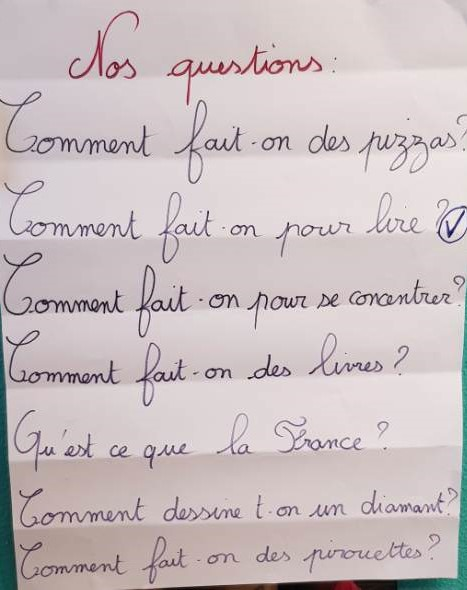 Nos questions :
Comment fait-on des pizzas?
Comment fait-on pour lire?
Comment fait-on pour se concentrer?
Comment fait-on des livres?
Qu'est ce que la France?
Comment dessine t-on un diamant?
Comment fait-on des pirouettes?